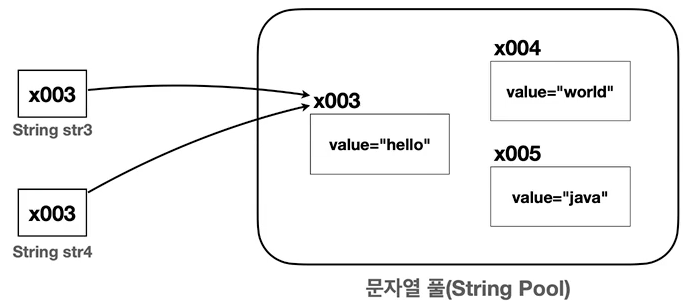 x003
String str3
x003
String str4
x003
value="hello"
x004
value="world"
x005
value="java"
문자열 풀(String Pool)